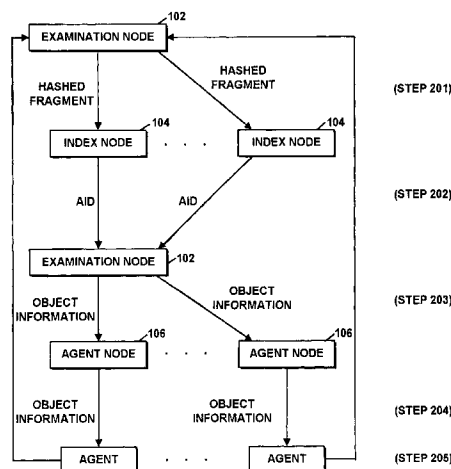 102
EXAMINATION NODE
HASHED
FRAGMENT
HASHED
FRAGMENT
(STEP 201)
104
104
INDEX NODE
. . .
INDEX NODE
AID
AID
(STEP 202)
EXAMINATION NODE
102
OBJECT
INFORMATION
OBJECT
INFORMATION
(STEP 203)
106
106
AGENT NODE
. . .
AGENT NODE
OBJECT
INFORMATION
OBJECT
INFORMATION
(STEP 204)
AGENT
. . .
AGENT
(STEP 205)